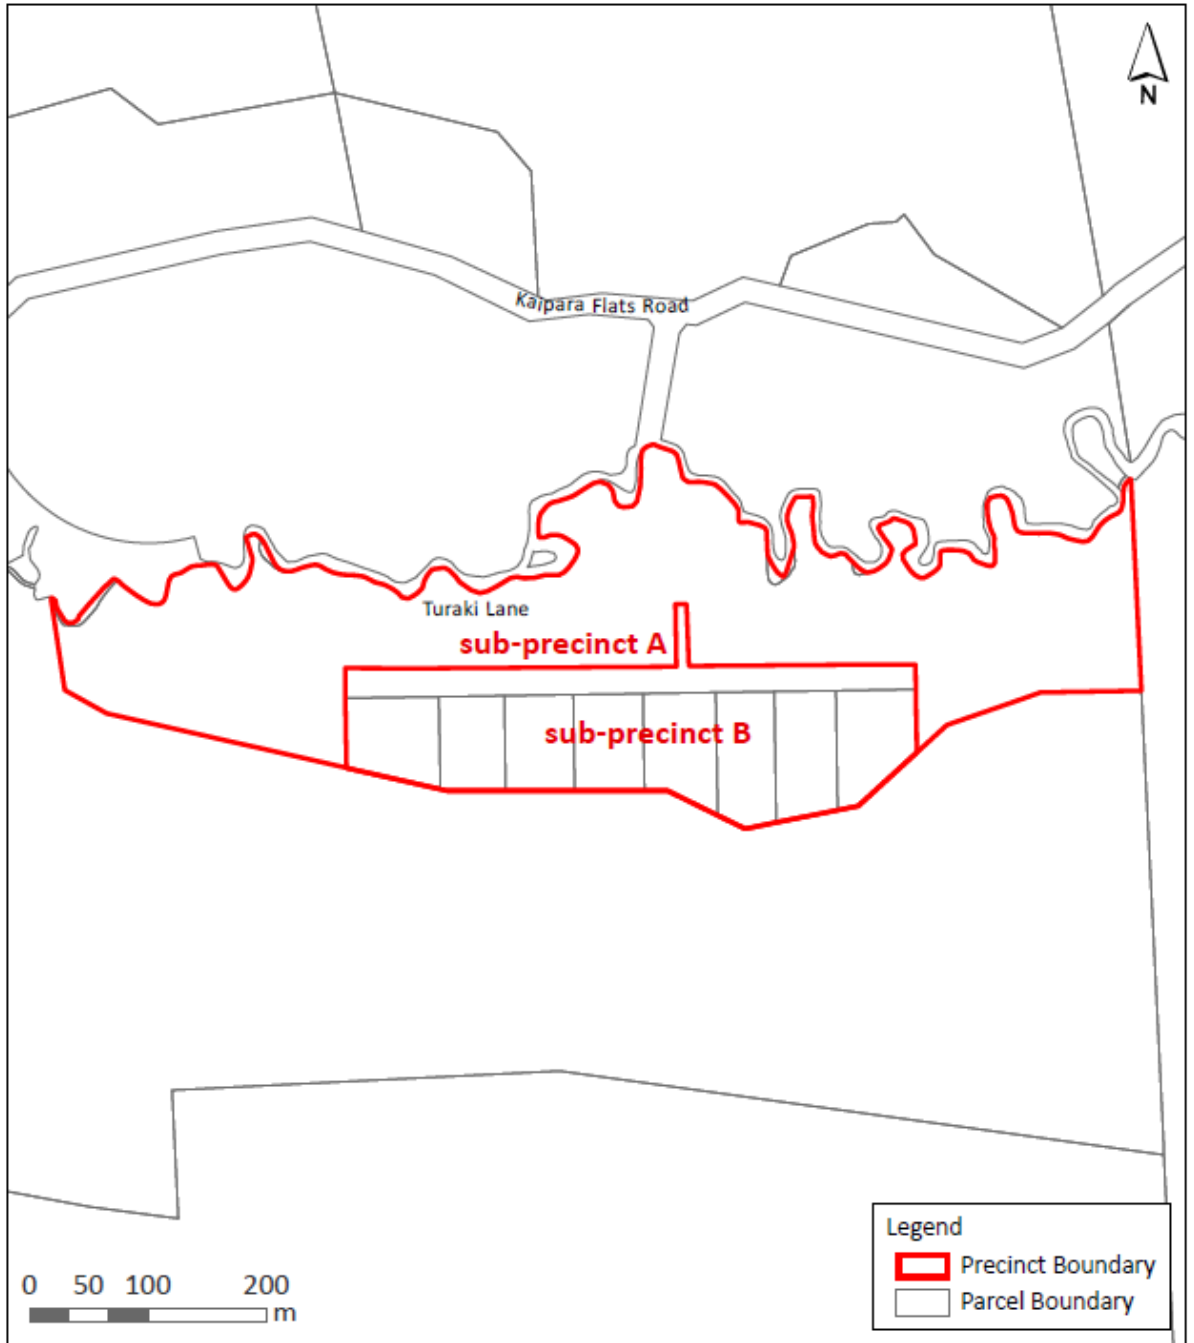 N
Kaipara Flats Road
Turaki Lane
sub-precinct A
sub-precinct B
Legend
Precinct Boundary
Parcel Boundary
0 50 100 200
m